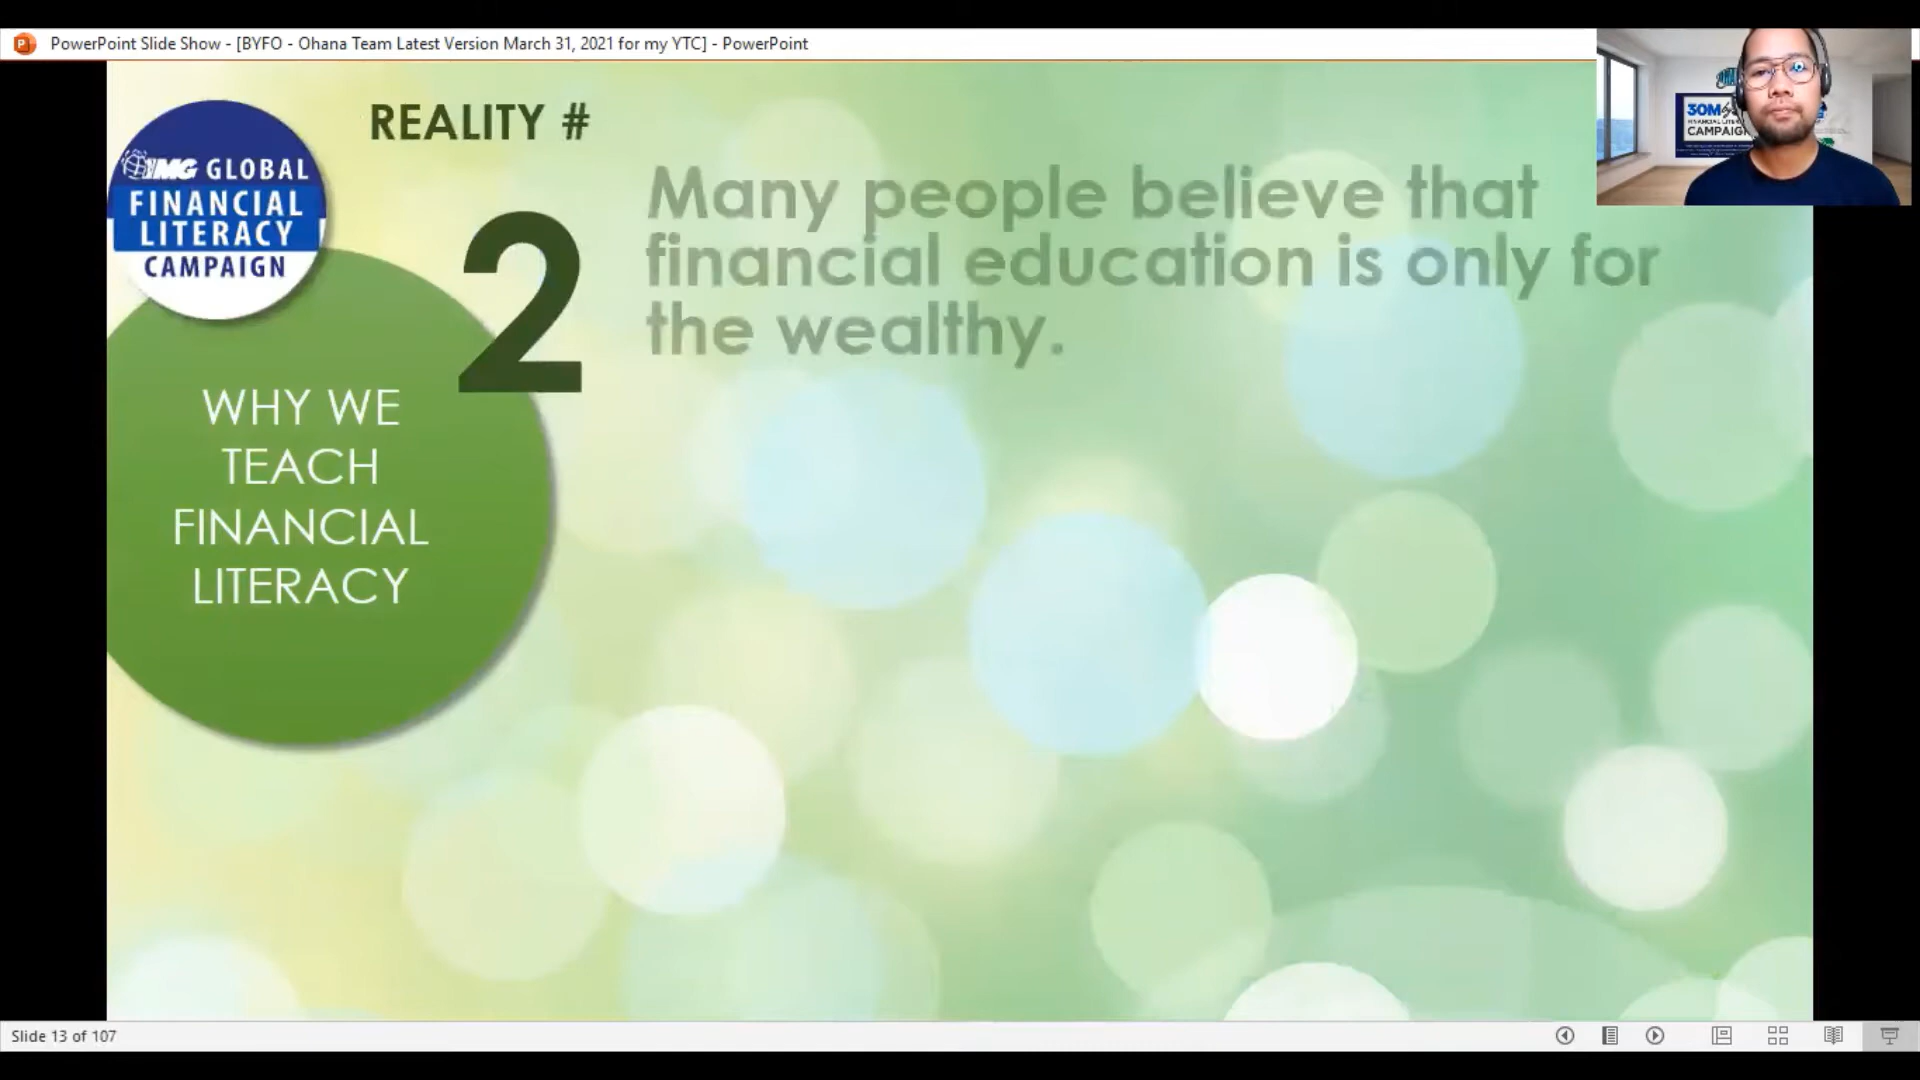 PowerPoint Slide Show - [BYFO - Ohana Team Latest Version March 31, 2021 for my YTC] - PowerPoint
REALITY #
2
Many people believe that
financial education is only for
the wealthy.
IMG GLOBAL
FINANCIAL
LITERACY
CAMPAIGN
WHY WE
TEACH
FINANCIAL
LITERACY
30M
CAMPAIGN
Slide 13 of 107